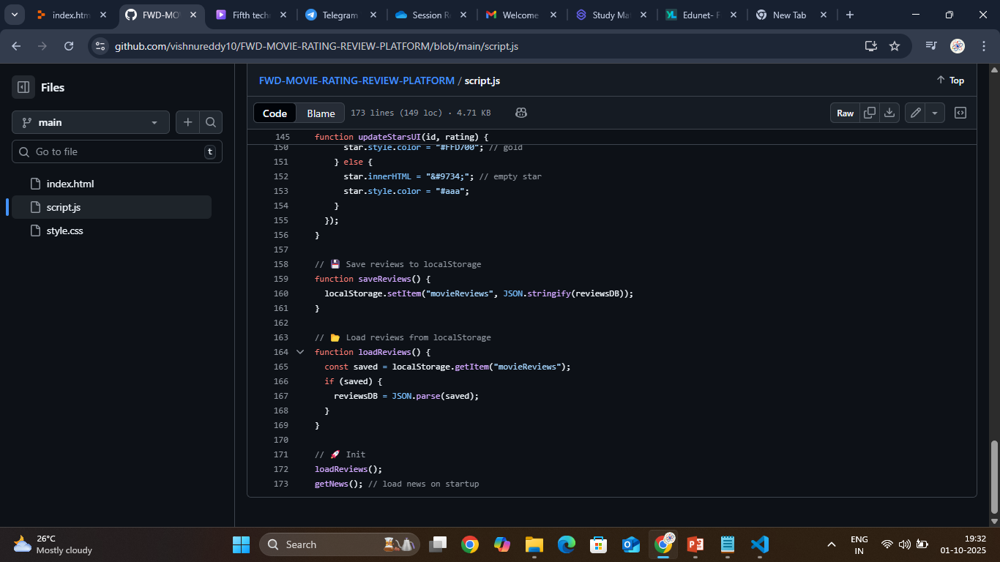 index.htm
FWD-MO
Fifth tech
Telegram
Session R
Welcome
Study Ma
Edunet- F
New Tab
github.com/vishnureddy10/FWD-MOVIE-RATING-REVIEW-PLATFORM/blob/main/script.js
Files
main
Go to file
t
index.html
script.js
style.css
FWD-MOVIE-RATING-REVIEW-PLATFORM / script.js
Top
Code
Blame
173 lines (149 loc) · 4.71 KB
Raw
145 function updateStarsUI(id, rating) {
150 star.style.color = "#FFD700"; // gold
151 } else {
152 star.innerHTML = "&#9734;"; // empty star
153 star.style.color = "#aaa";
154 }
155 });
156 }
157
158 // 💾 Save reviews to localStorage
159 function saveReviews() {
160 localStorage.setItem("movieReviews", JSON.stringify(reviewsDB));
161 }
162
163 // 📂 Load reviews from localStorage
164 function loadReviews() {
165 const saved = localStorage.getItem("movieReviews");
166 if (saved) {
167 reviewsDB = JSON.parse(saved);
168 }
169 }
170
171 // 🚀 Init
172 loadReviews();
173 getNews(); // load news on startup
26°C
Mostly cloudy
Search
ENG
IN
19:32
01-10-2025